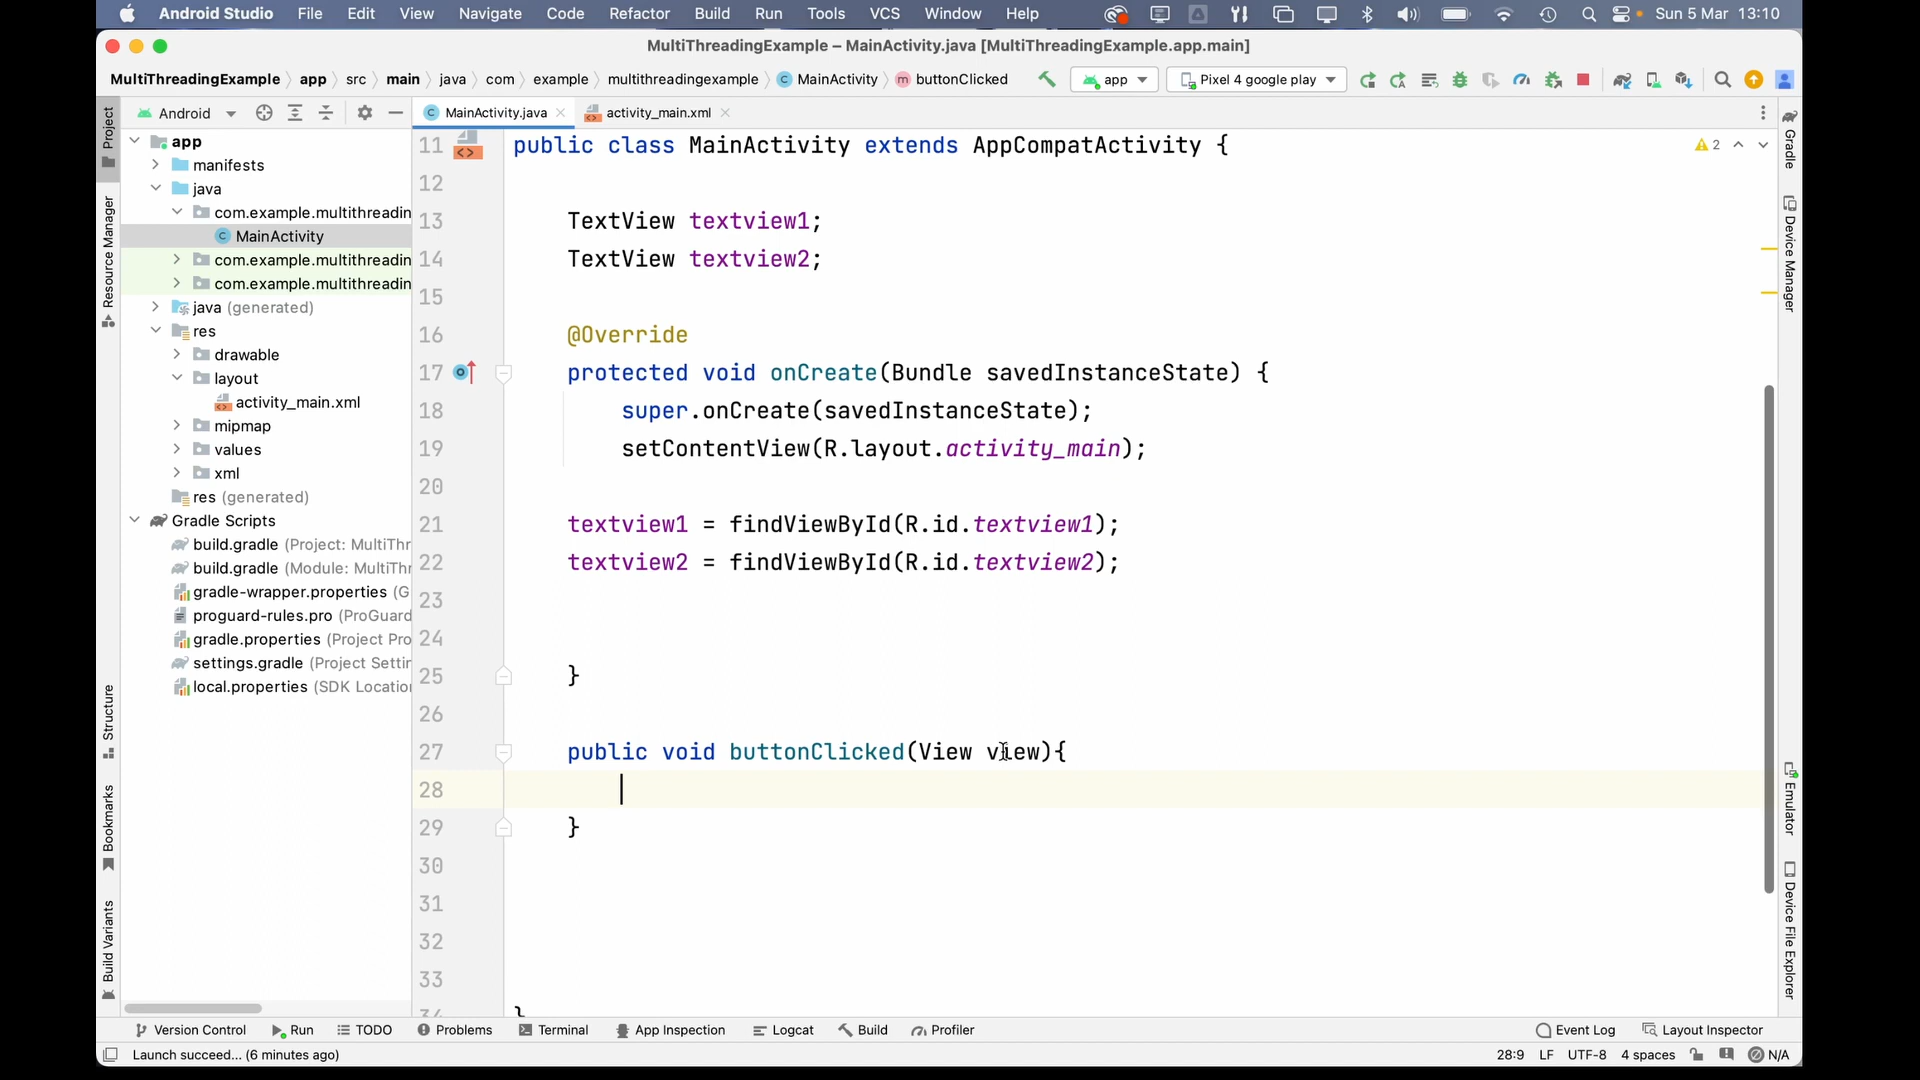 Android Studio File Edit View Navigate Code Refactor Build Run Tools VCS Window Help Sun 5 Mar 13:10
MultiThreadingExample – MainActivity.java [MultiThreadingExample.app.main]
MultiThreadingExample app src main java com example multithreadingexample MainActivity buttonClicked app Pixel 4 google play
Android MainActivity.java activity_main.xml
Project
Resource Manager
Structure
Bookmarks
Build Variants
app
manifests
java
com.example.multithreadin
MainActivity
com.example.multithreadin
com.example.multithreadin
java (generated)
res
drawable
layout
activity_main.xml
mipmap
values
xml
res (generated)
Gradle Scripts
build.gradle (Project: MultiThr
build.gradle (Module: MultiThr
gradle-wrapper.properties (G
proguard-rules.pro (ProGuard
gradle.properties (Project Pro
settings.gradle (Project Settin
local.properties (SDK Location
2
11 public class MainActivity extends AppCompatActivity {
12
13 TextView textview1;
14 TextView textview2;
15
16 @Override
17 protected void onCreate(Bundle savedInstanceState) {
18 super.onCreate(savedInstanceState);
19 setContentView(R.layout.activity_main);
20
21 textview1 = findViewById(R.id.textview1);
22 textview2 = findViewById(R.id.textview2);
23
24
25 }
26
27 public void buttonClicked(View view){
28
29 }
30
31
32
33
34 }
Gradle
Device Manager
Emulator
Device File Explorer
Version Control Run TODO Problems Terminal App Inspection Logcat Build Profiler Event Log Layout Inspector
Launch succeed... (6 minutes ago) 28:9 LF UTF-8 4 spaces N/A